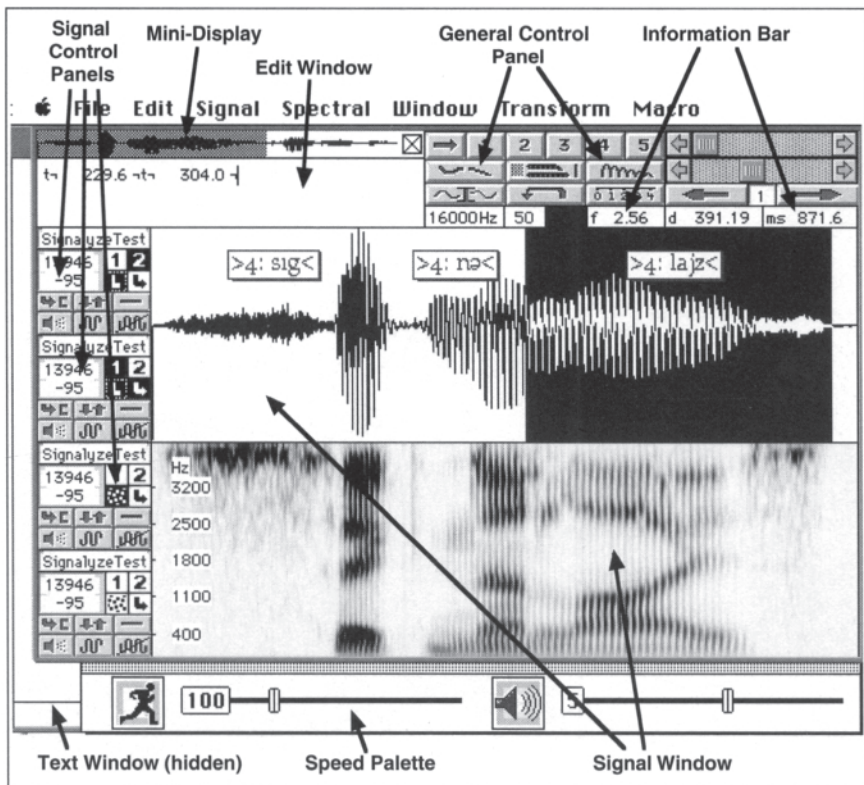 Signal Control Panels
Mini-Display
Edit Window
General Control Panel
Information Bar
File Edit Signal Spectral Window Transform Macro
2 3 4 5
t¬ 229.6 ¬t¬ 304.0 ¬
0 1 2 3 4
1
16000Hz 50 f 2.56 d 391.19 ms 871.6
SignalyzeTest
13946 1 2
-95
>4: sɪg<
>4: nə<
>4: lajz<
SignalyzeTest
13946 1 2
-95
SignalyzeTest
13946 2
-95
Hz
3200
2500
1800
SignalyzeTest
13946 1 2
-95
1100
400
100
5
Text Window (hidden)
Speed Palette
Signal Window